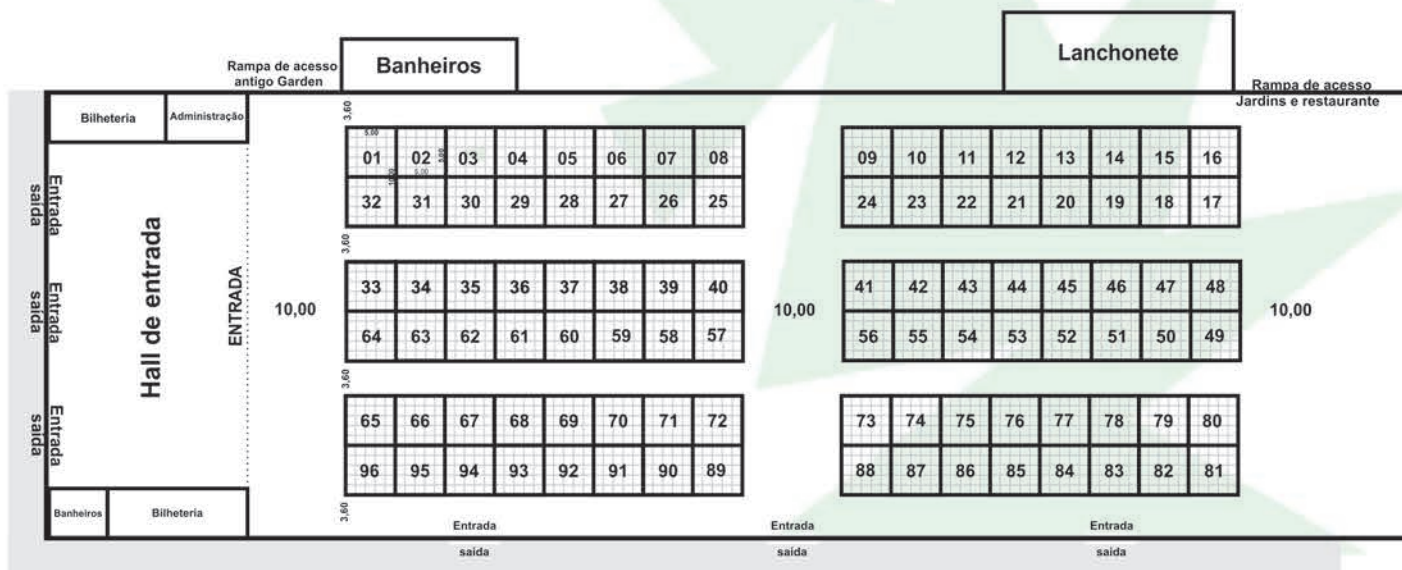 Rampa de acesso
antigo Garden
Banheiros
Lanchonete
Rampa de acesso
Jardins e restaurante
Bilheteria
Administração
3,60
5.00
01 02 03 04 05 06 07 08
09 10 11 12 13 14 15 16
5.00
32 31 30 29 28 27 26 25
24 23 22 21 20 19 18 17
Entrada
saída
Entrada
saída
Entrada
saída
Hall de entrada
ENTRADA
3,60
10,00
33 34 35 36 37 38 39 40
10,00
41 42 43 44 45 46 47 48
10,00
64 63 62 61 60 59 58 57
56 55 54 53 52 51 50 49
3,60
65 66 67 68 69 70 71 72
73 74 75 76 77 78 79 80
96 95 94 93 92 91 90 89
88 87 86 85 84 83 82 81
3,60
Banheiros
Bilheteria
Entrada
saída
Entrada
saída
Entrada
saída